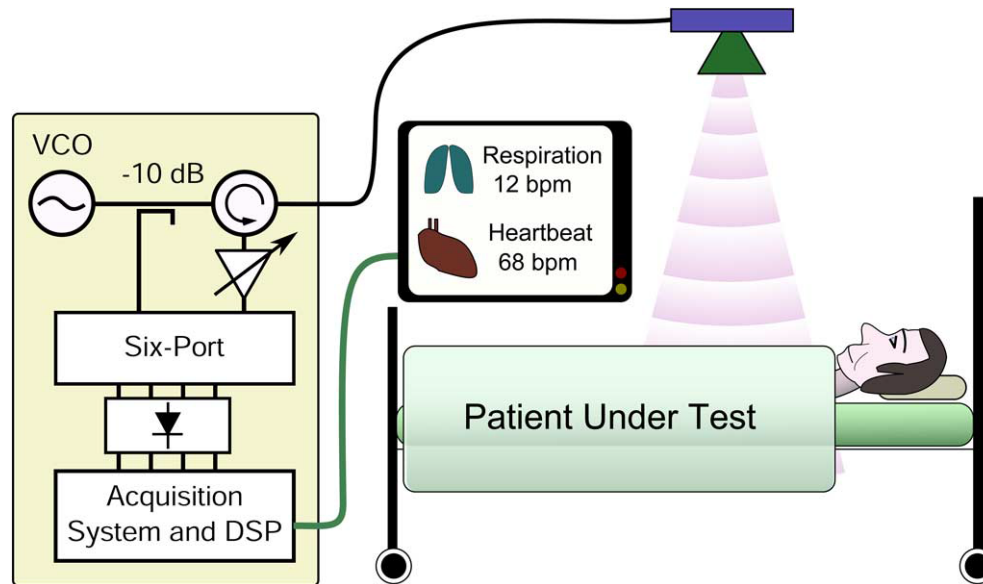 VCO
-10 dB
Six-Port
Acquisition
System and DSP
Respiration
12 bpm
Heartbeat
68 bpm
Patient Under Test